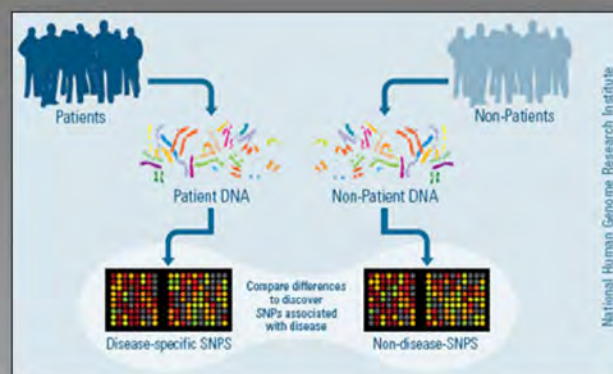 Patients
Non-Patients
Patient DNA
Non-Patient DNA
Compare differences
to discover
SNPs associated
with disease
Disease-specific SNPS
Non-disease-SNPS
National Human Genome Research Institute